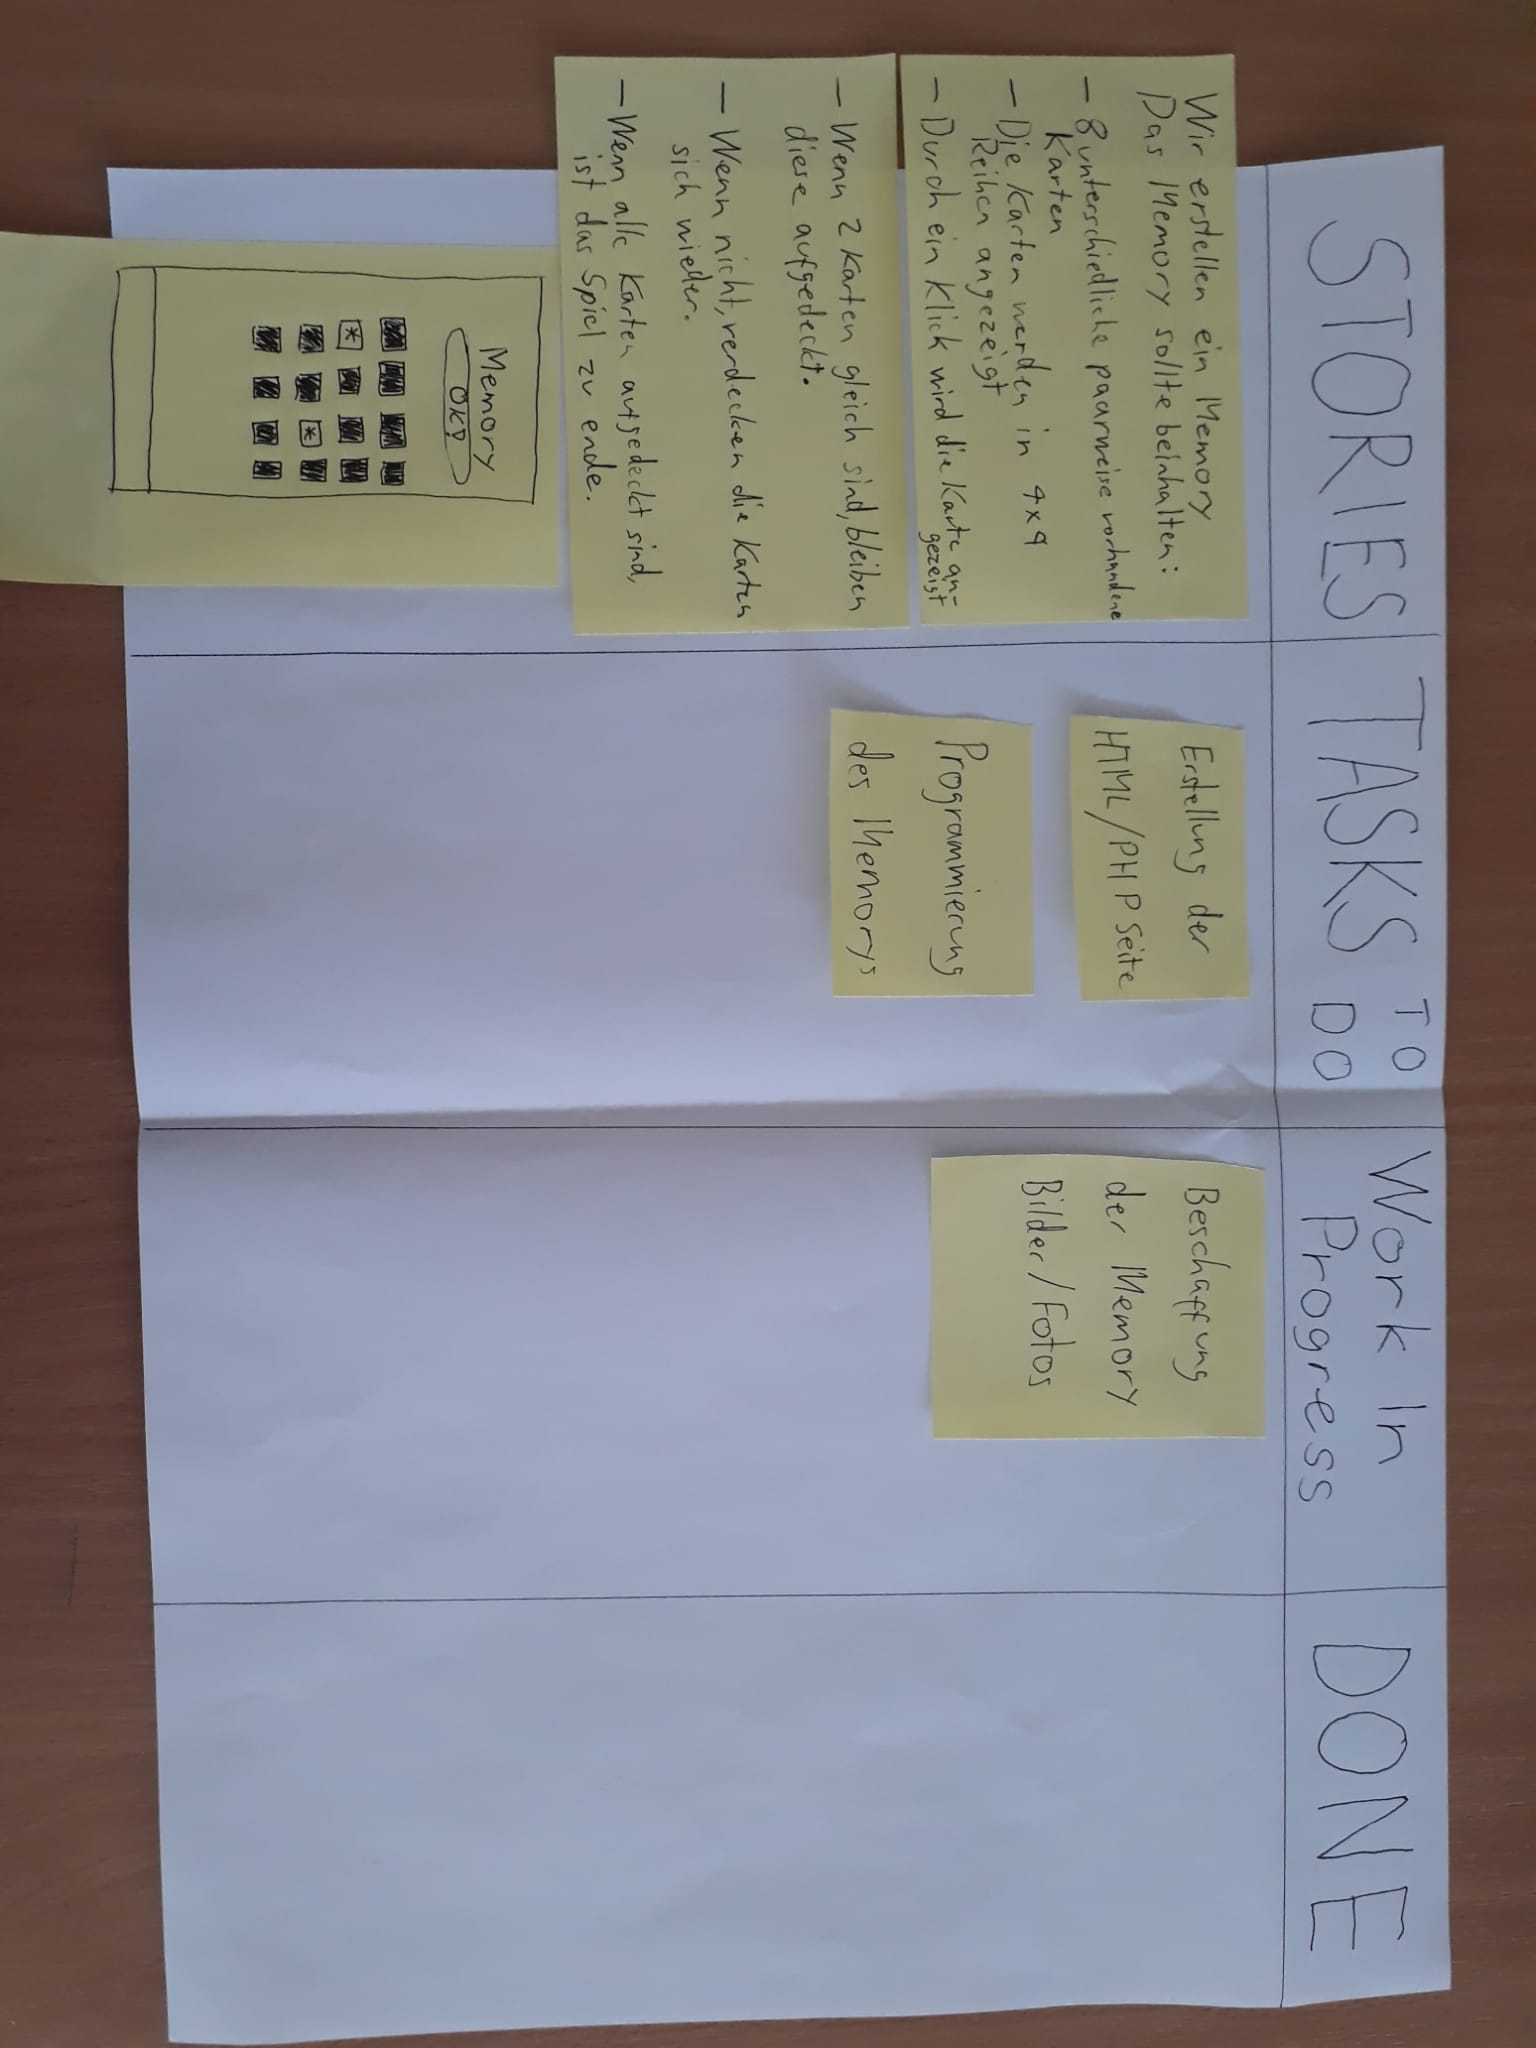 STORIES
TASKS TO DO
Work In Progress
DONE
Wir erstellen ein Memory
Das Memory sollte beinhalten:
— 8 unterschiedliche paarweise vorhandene
Karten
— Die Karten werden in 4x4
Reihen angezeigt
— Durch ein Klick wird die Karte an-
gezeigt
— Wenn 2 Karten gleich sind, bleiben
diese aufgedeckt.
— Wenn nicht, verdecken die Karten
sich wieder.
— Wenn alle Karten aufgedeckt sind,
ist das Spiel zu ende.
Memory
OK!
Erstellung der
HTML/PHP Seite
Programmierung
des Memorys
Beschaffung
der Memory
Bilder/Fotos